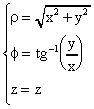 ρ = √(x² + y²)
ϕ = tg⁻¹(y/x)
z = z